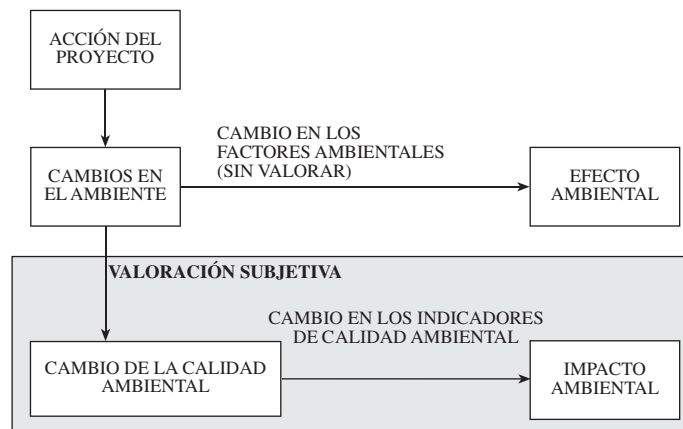 ACCIÓN DEL
PROYECTO
CAMBIO EN LOS
FACTORES AMBIENTALES
(SIN VALORAR)
CAMBIOS EN
EL AMBIENTE
EFECTO
AMBIENTAL
VALORACIÓN SUBJETIVA
CAMBIO EN LOS INDICADORES
DE CALIDAD AMBIENTAL
CAMBIO DE LA CALIDAD
AMBIENTAL
IMPACTO
AMBIENTAL